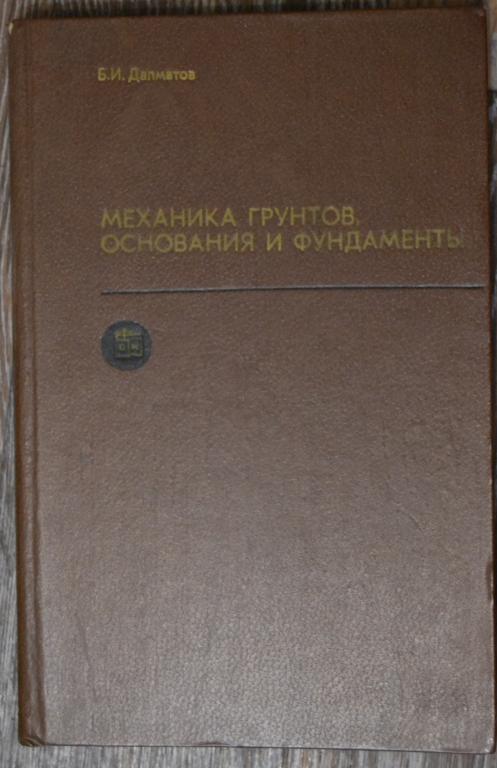 Б.И. Далматов
МЕХАНИКА ГРУНТОВ,
ОСНОВАНИЯ И ФУНДАМЕНТЫ